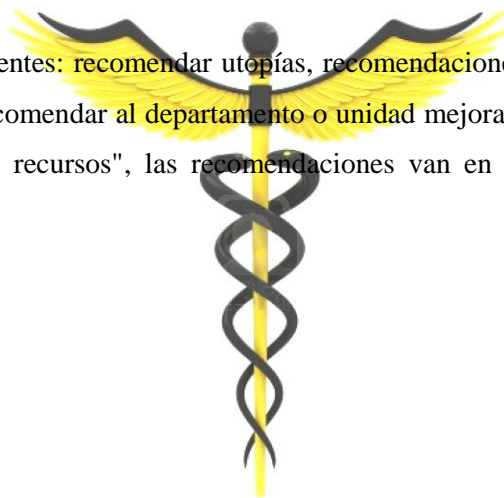 entes: recomendar utopías, recomendacione
comendar al departamento o unidad mejora
recursos", las recomendaciones van en